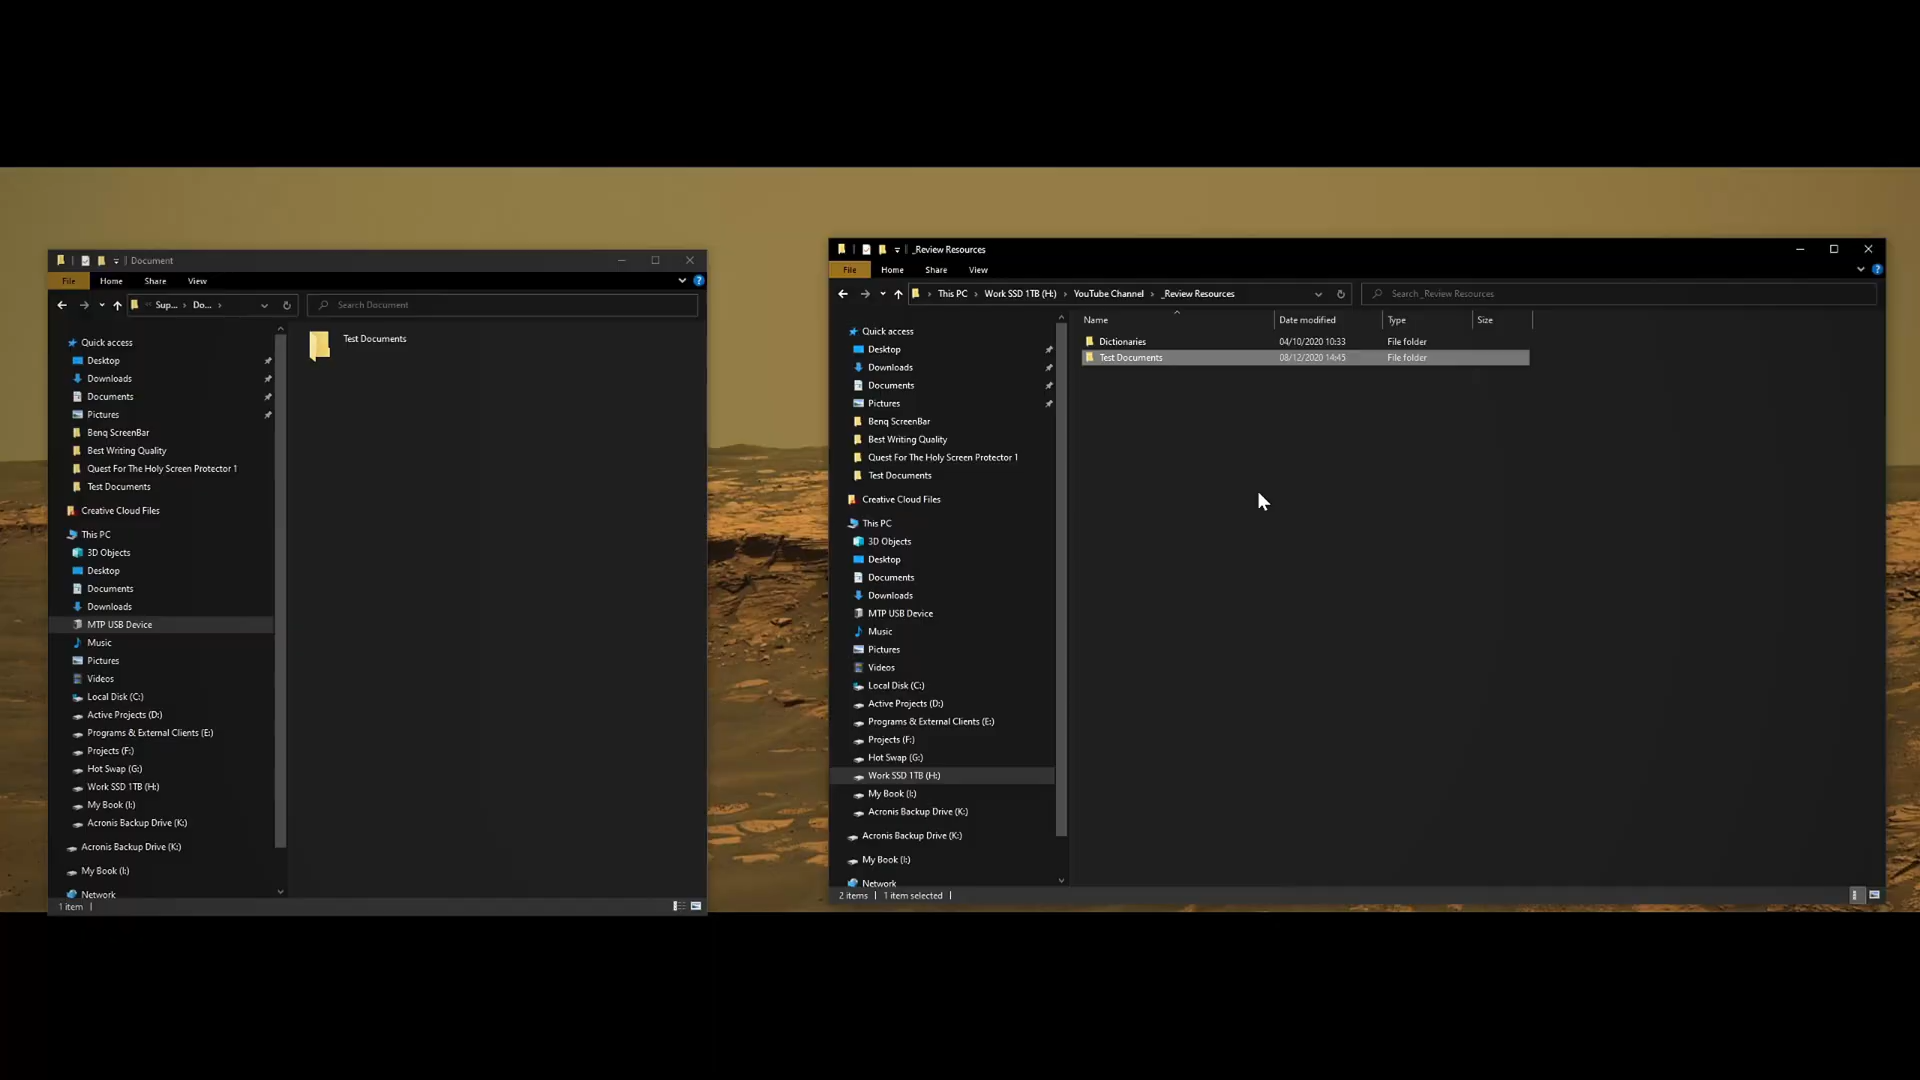 Document
File Home Share View
Sup... Do... Search Document
Quick access
Desktop
Downloads
Documents
Pictures
Benq ScreenBar
Best Writing Quality
Quest For The Holy Screen Protector 1
Test Documents
Creative Cloud Files
This PC
3D Objects
Desktop
Documents
Downloads
MTP USB Device
Music
Pictures
Videos
Local Disk (C:)
Active Projects (D:)
Programs & External Clients (E:)
Projects (F:)
Hot Swap (G:)
Work SSD 1TB (H:)
My Book (I:)
Acronis Backup Drive (K:)
Acronis Backup Drive (K:)
My Book (I:)
Network
Test Documents
1 item
_Review Resources
File Home Share View
This PC Work SSD 1TB (H:) YouTube Channel _Review Resources Search _Review Resources
Quick access
Desktop
Downloads
Documents
Pictures
Benq ScreenBar
Best Writing Quality
Quest For The Holy Screen Protector 1
Test Documents
Creative Cloud Files
This PC
3D Objects
Desktop
Documents
Downloads
MTP USB Device
Music
Pictures
Videos
Local Disk (C:)
Active Projects (D:)
Programs & External Clients (E:)
Projects (F:)
Hot Swap (G:)
Work SSD 1TB (H:)
My Book (I:)
Acronis Backup Drive (K:)
Acronis Backup Drive (K:)
My Book (I:)
Network
Name Date modified Type Size
Dictionaries 04/10/2020 10:33 File folder
Test Documents 08/12/2020 14:45 File folder
2 items 1 item selected